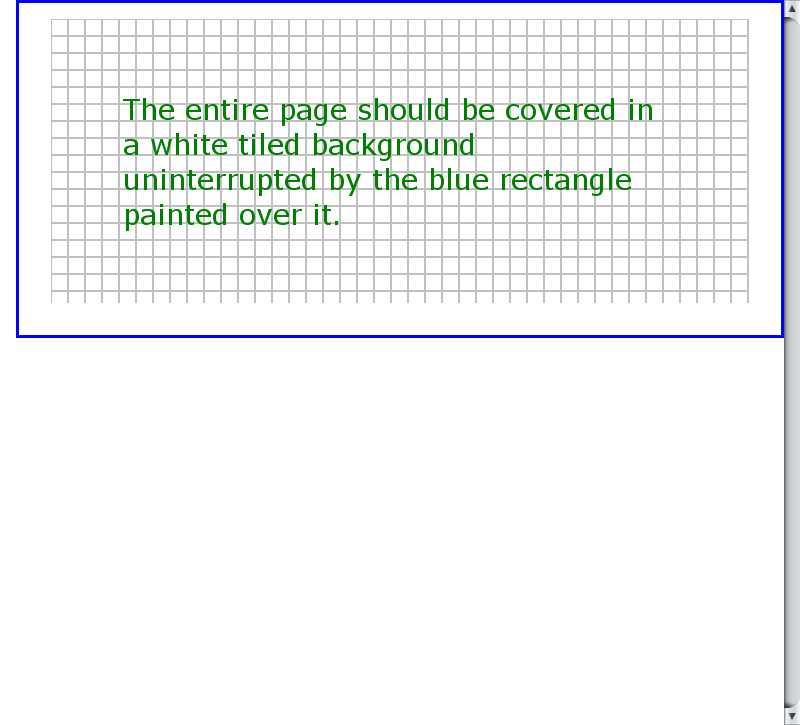 The entire page should be covered in
a white tiled background
uninterrupted by the blue rectangle
painted over it.